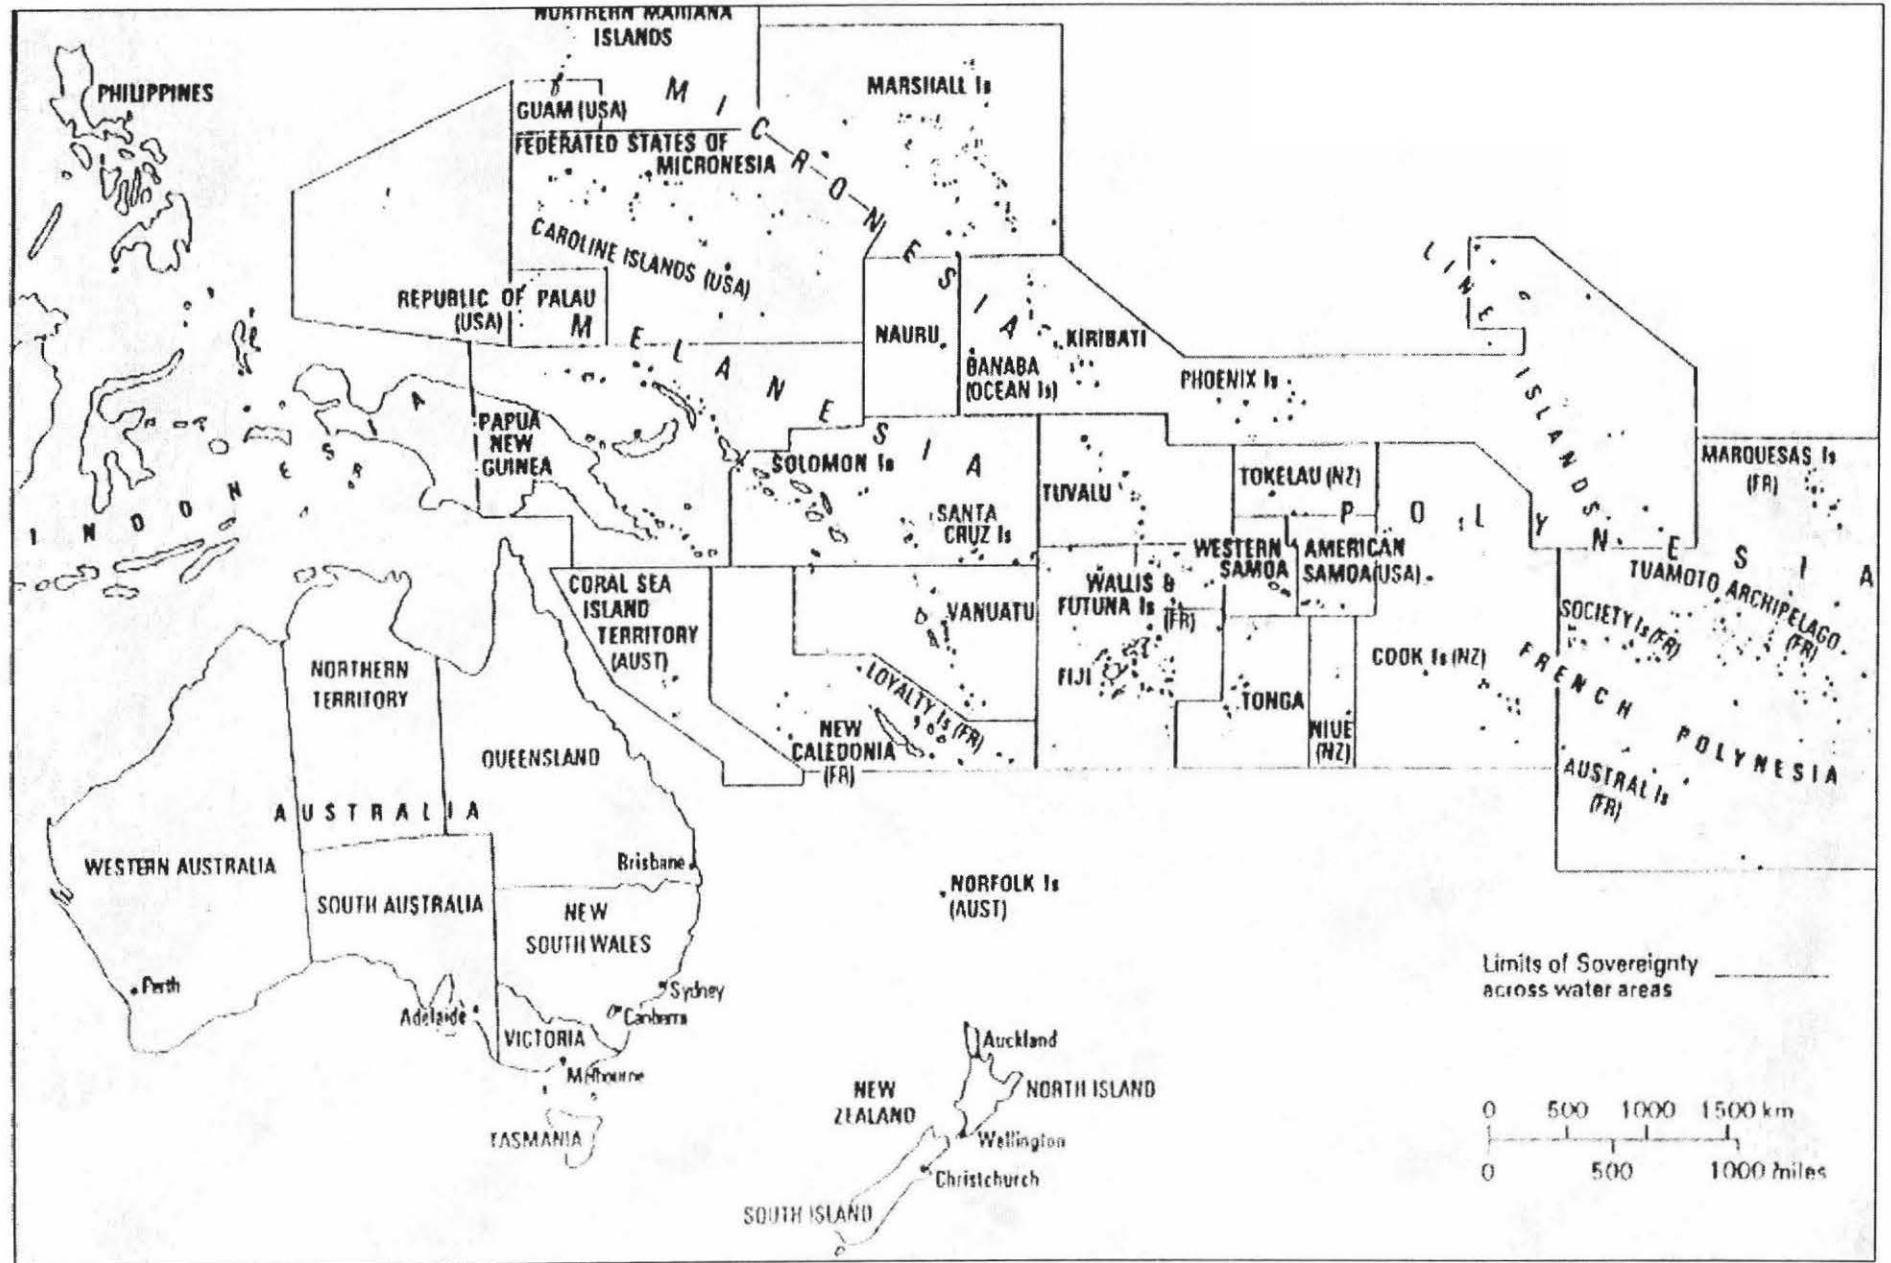 NORTHERN MARIANA
ISLANDS
PHILIPPINES
GUAM (USA)
MICRONESIA
MARSHALL Is
FEDERATED STATES OF
MICRONESIA
CAROLINE ISLANDS (USA)
REPUBLIC OF PALAU
(USA)
MELANESIA
NAURU
BANABA
(OCEAN Is)
KIRIBATI
PHOENIX Is
LINE ISLANDS
PAPUA
NEW
GUINEA
INDONESIA
SOLOMON Is
SANTA
CRUZ Is
TUVALU
TOKELAU (NZ)
POLYNESIA
MARQUESAS Is
(FR)
WESTERN
SAMOA
AMERICAN
SAMOA (USA)
WALLIS &
FUTUNA Is
(FR)
TUAMOTO ARCHIPELAGO
(FR)
SOCIETY Is (FR)
CORAL SEA
ISLAND
TERRITORY
(AUST)
VANUATU
LOYALTY Is (FR)
NEW
CALEDONIA
(FR)
FIJI
TONGA
NIUE
(NZ)
COOK Is (NZ)
FRENCH POLYNESIA
AUSTRAL Is
(FR)
NORTHERN
TERRITORY
QUEENSLAND
AUSTRALIA
WESTERN AUSTRALIA
SOUTH AUSTRALIA
Brisbane
NEW
SOUTH WALES
NORFOLK Is
(AUST)
Perth
Adelaide
Sydney
Canberra
VICTORIA
Melbourne
TASMANIA
Auckland
NEW
ZEALAND
NORTH ISLAND
Wellington
Christchurch
SOUTH ISLAND
Limits of Sovereignty
across water areas
0 500 1000 1500 km
0 500 1000 miles